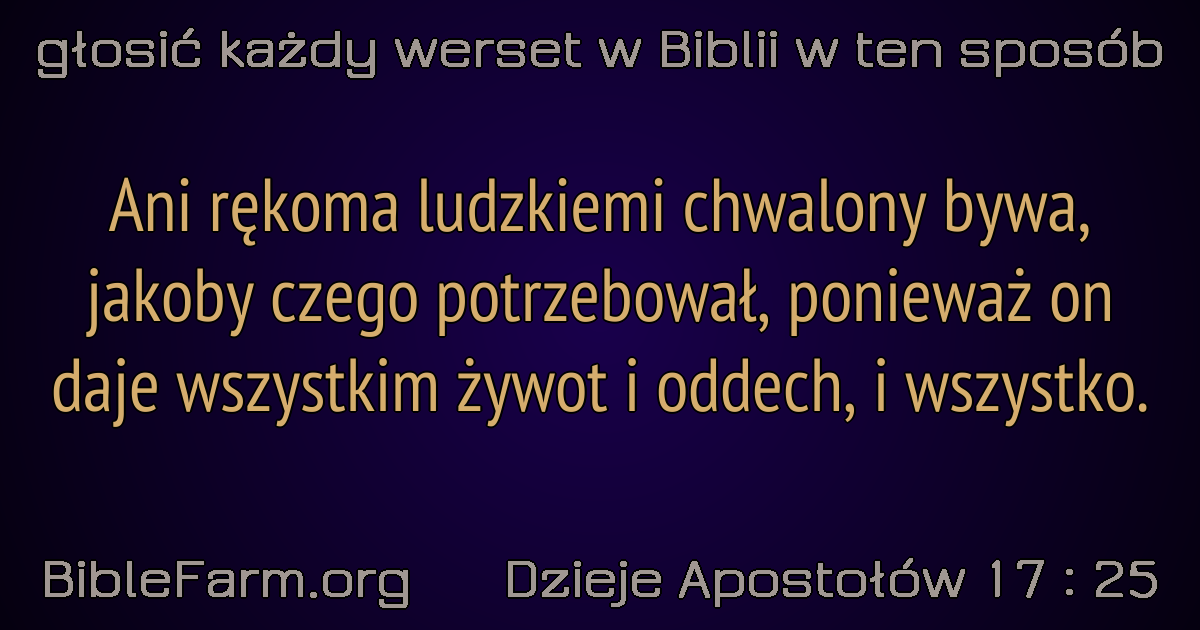 głosić każdy werset w Biblii w ten sposób
Ani rękoma ludzkiemi chwalony bywa,
jakoby czego potrzebował, ponieważ on
daje wszystkim żywot i oddech, i wszystko.
BibleFarm.org Dzieje Apostołów 17 : 25